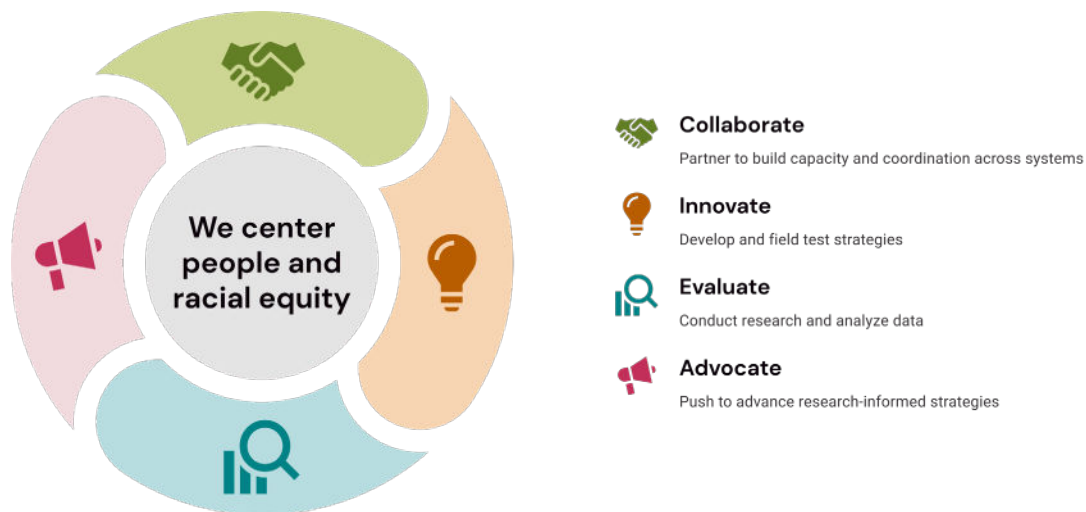 We center
people and
racial equity
Collaborate
Partner to build capacity and coordination across systems
Innovate
Develop and field test strategies
Evaluate
Conduct research and analyze data
Advocate
Push to advance research-informed strategies